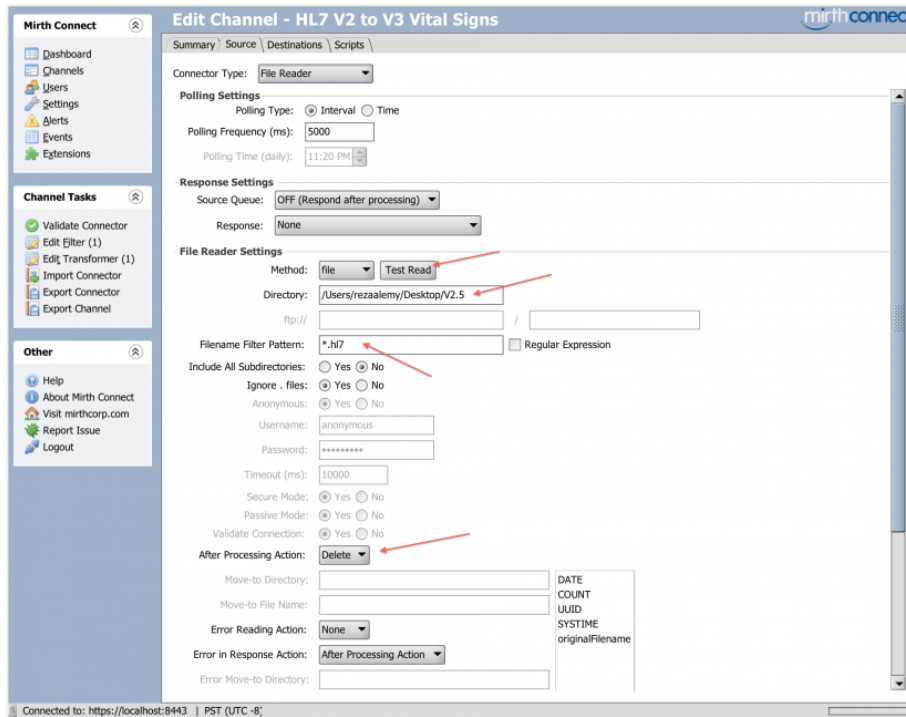 Mirth Connect
Dashboard
Channels
Users
Settings
Alerts
Events
Extensions
Channel Tasks
Validate Connector
Edit Filter (1)
Edit Transformer (1)
Import Connector
Export Connector
Export Channel
Other
Help
About Mirth Connect
Visit mirthcorp.com
Report Issue
Logout
Edit Channel - HL7 V2 to V3 Vital Signs
mirth connec
Summary Source Destinations Scripts
Connector Type: File Reader
Polling Settings
Polling Type: Interval Time
Polling Frequency (ms): 5000
Polling Time (daily): 11:20 PM
Response Settings
Source Queue: OFF (Respond after processing)
Response: None
File Reader Settings
Method: file Test Read
Directory: /Users/rezaalemy/Desktop/V2.5
ftp:// /
Filename Filter Pattern: *.hl7 Regular Expression
Include All Subdirectories: Yes No
Ignore . files: Yes No
Anonymous: Yes No
Username: anonymous
Password: *********
Timeout (ms): 10000
Secure Mode: Yes No
Passive Mode: Yes No
Validate Connection: Yes No
After Processing Action: Delete
Move-to Directory:
Move-to File Name:
DATE
COUNT
UUID
SYSTIME
originalFilename
Error Reading Action: None
Error in Response Action: After Processing Action
Error Move-to Directory:
Connected to: https://localhost:8443 | PST (UTC -8)